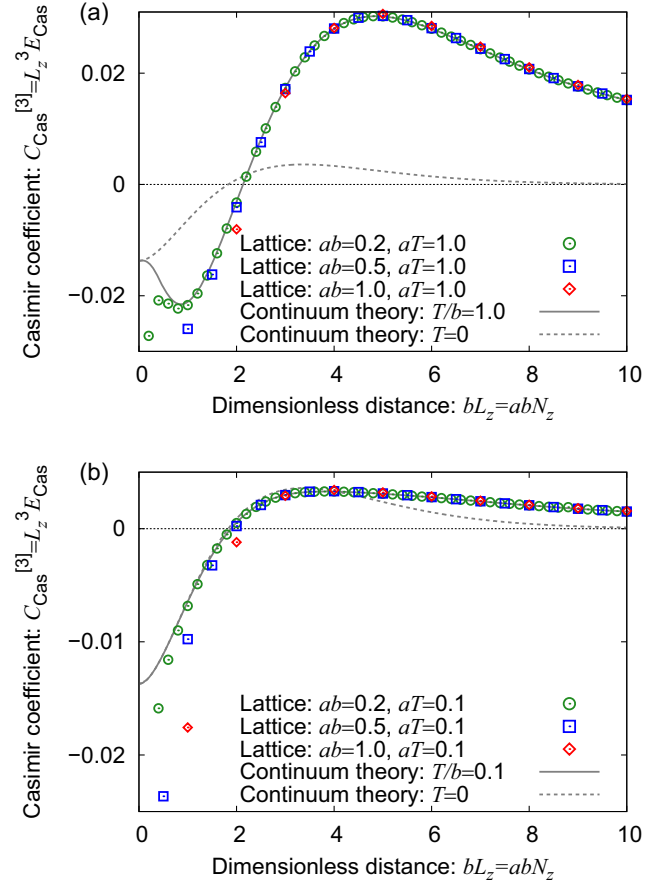 (a)
Casimir coefficient: C_Cas^[3]=L_z^3 E_Cas
0.02
0
−0.02
Lattice: ab=0.2, aT=1.0
Lattice: ab=0.5, aT=1.0
Lattice: ab=1.0, aT=1.0
Continuum theory: T/b=1.0
Continuum theory: T=0
0 2 4 6 8 10
Dimensionless distance: bL_z=abN_z
(b)
Casimir coefficient: C_Cas^[3]=L_z^3 E_Cas
0
−0.01
−0.02
Lattice: ab=0.2, aT=0.1
Lattice: ab=0.5, aT=0.1
Lattice: ab=1.0, aT=0.1
Continuum theory: T/b=0.1
Continuum theory: T=0
0 2 4 6 8 10
Dimensionless distance: bL_z=abN_z